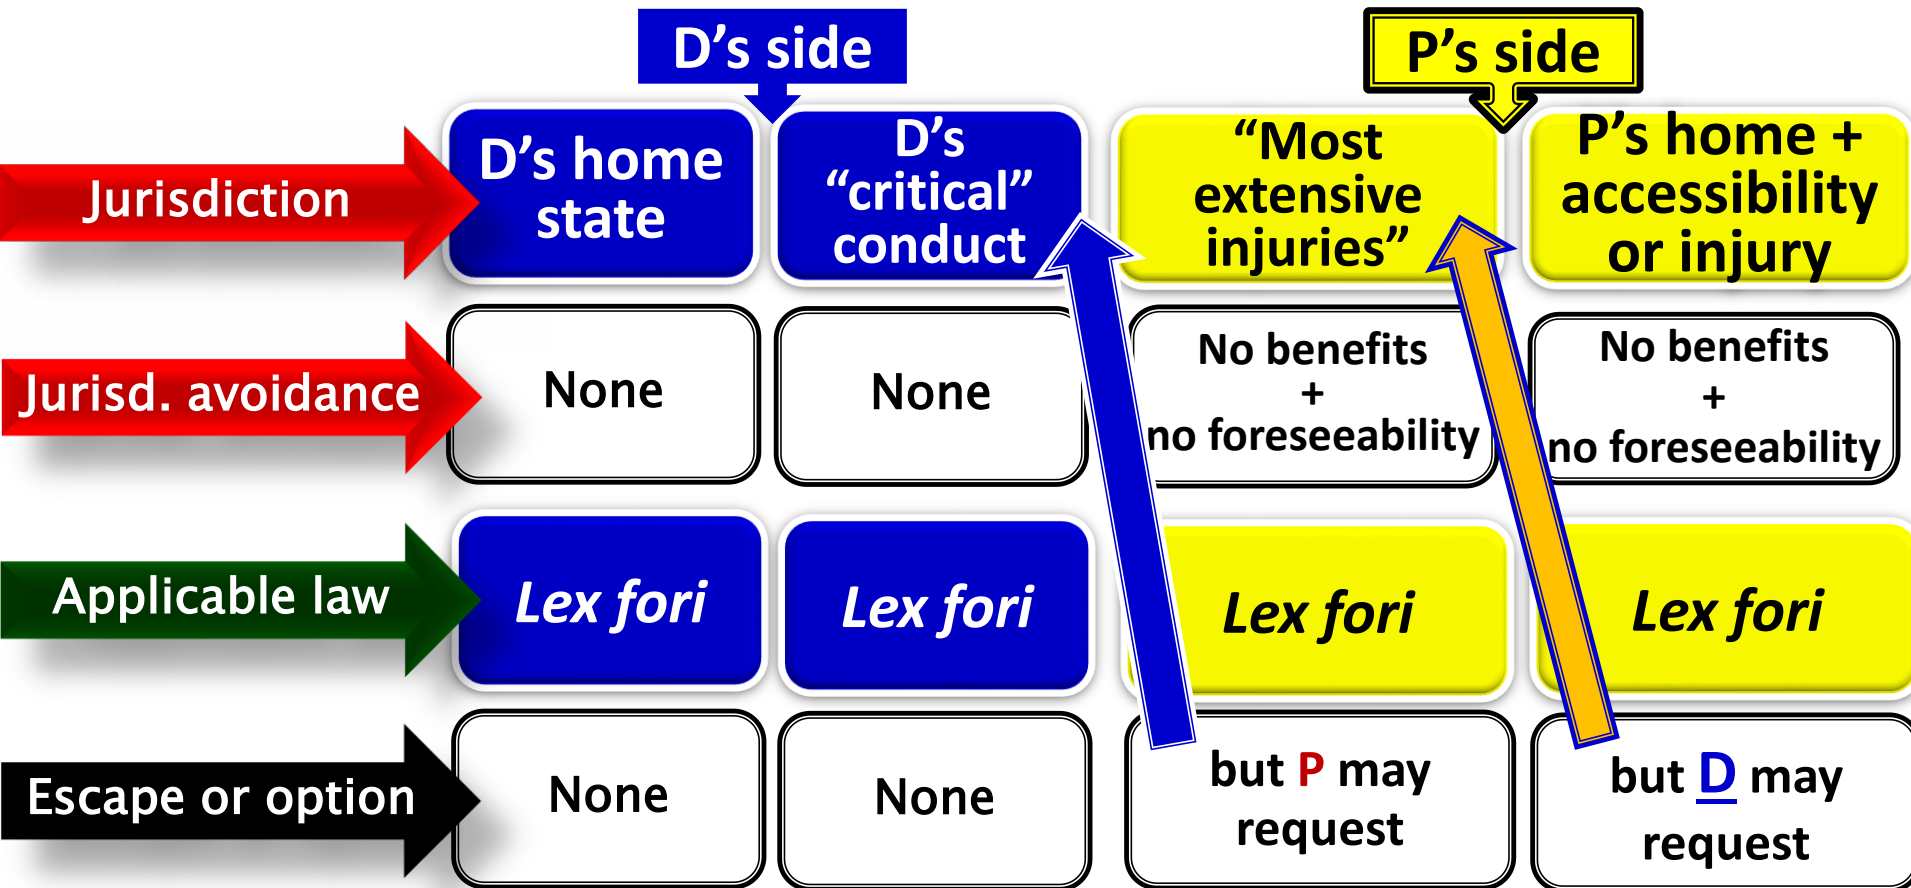 D’s side
P’s side
Jurisdiction
D’s home
state
D’s
“critical”
conduct
“Most
extensive
injuries”
P’s home +
accessibility
or injury
Jurisd. avoidance
None
None
No benefits
+
no foreseeability
No benefits
+
no foreseeability
Applicable law
Lex fori
Lex fori
Lex fori
Lex fori
Escape or option
None
None
but P may
request
but D may
request